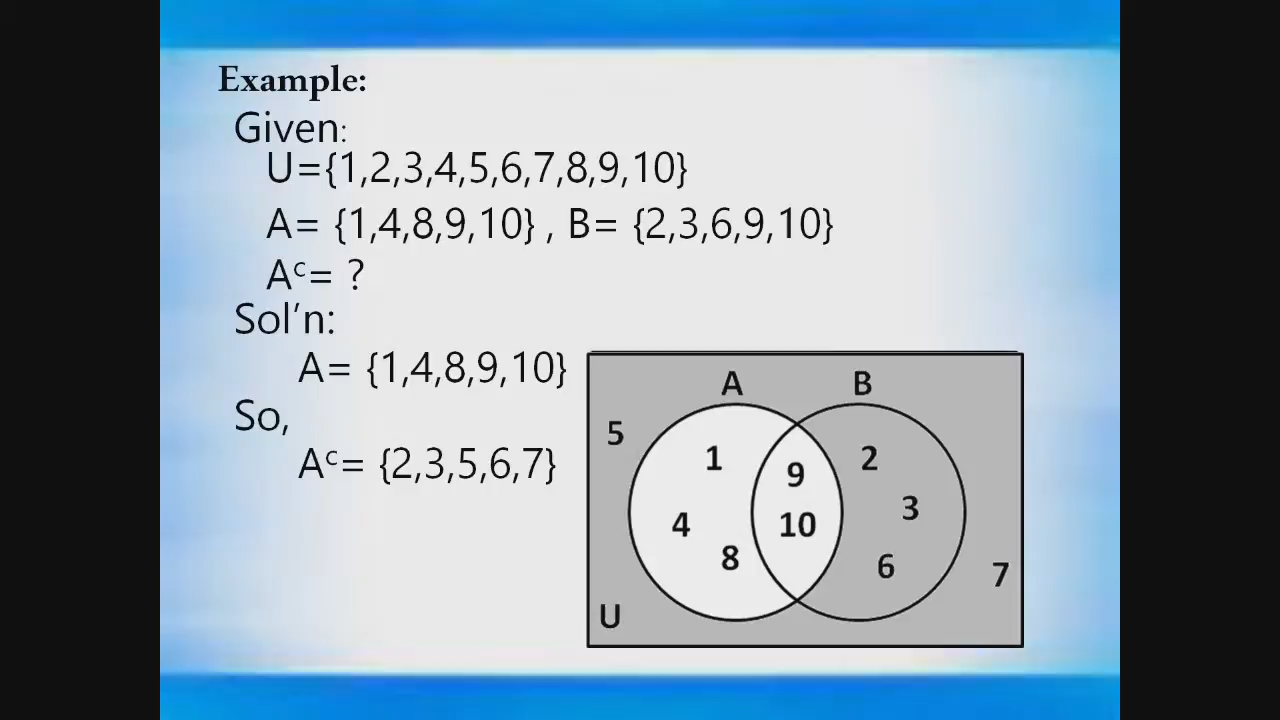 Example:
Given:
U={1,2,3,4,5,6,7,8,9,10}
A= {1,4,8,9,10} , B= {2,3,6,9,10}
Aᶜ= ?
Sol’n:
A= {1,4,8,9,10}
So,
Aᶜ= {2,3,5,6,7}
A B
5
1 9 2
4 10 3
8 6 7
U